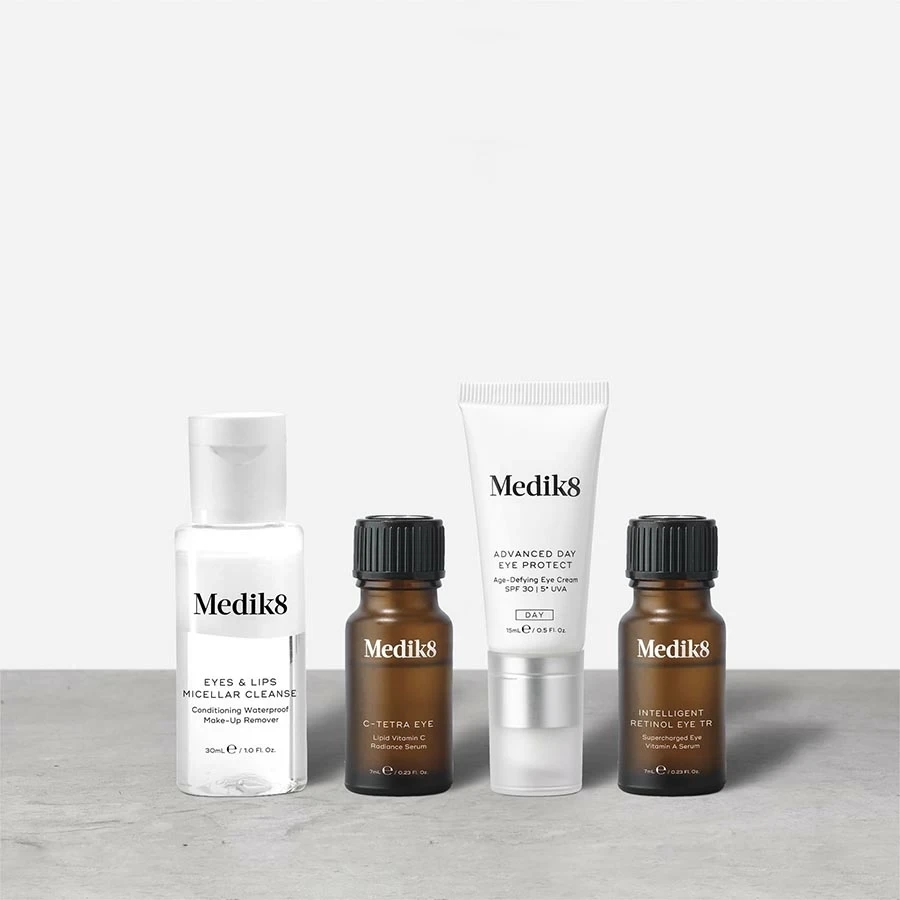 Medik8
EYES & LIPS
MICELLAR CLEANSE
Conditioning Waterproof
Make-Up Remover
30mL ℮ / 1.0 Fl. Oz.
Medik8
C-TETRA EYE
Lipid Vitamin C
Radiance Serum
7mL ℮ / 0.23 Fl. Oz.
Medik8
ADVANCED DAY
EYE PROTECT
Age-Defying Eye Cream
SPF 30 | 5* UVA
DAY
15mL ℮ / 0.5 Fl. Oz.
Medik8
INTELLIGENT
RETINOL EYE TR
Supercharged Eye
Vitamin A Serum
7mL ℮ / 0.23 Fl. Oz.